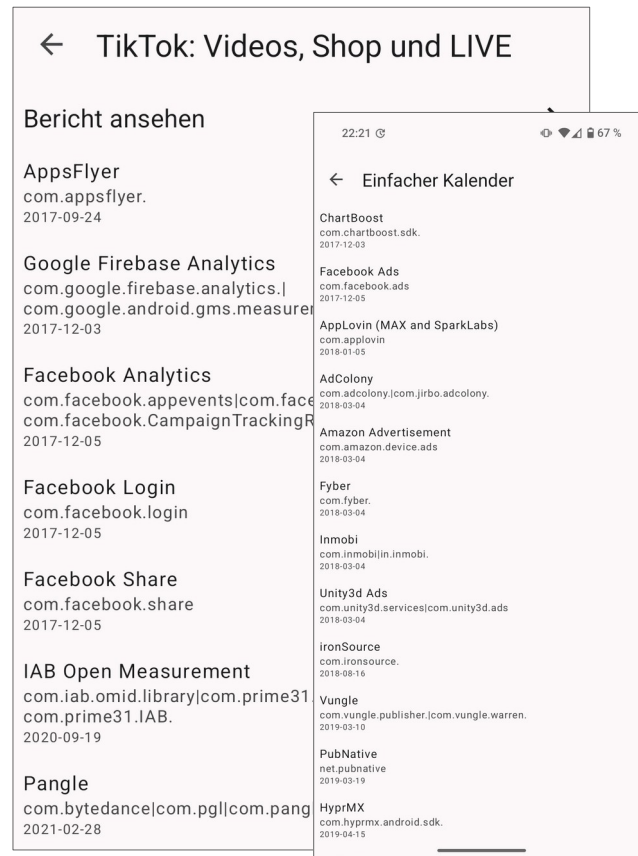 TikTok: Videos, Shop und LIVE
Bericht ansehen
AppsFlyer
com.appsflyer.
2017-09-24
Google Firebase Analytics
com.google.firebase.analytics.|
com.google.android.gms.measurem
2017-12-03
Facebook Analytics
com.facebook.appevents|com.face
com.facebook.CampaignTrackingR
2017-12-05
Facebook Login
com.facebook.login
2017-12-05
Facebook Share
com.facebook.share
2017-12-05
IAB Open Measurement
com.iab.omid.library|com.prime31.
com.prime31.IAB.
2020-09-19
Pangle
com.bytedance|com.pgl|com.pang
2021-02-28
22:21
67 %
Einfacher Kalender
ChartBoost
com.chartboost.sdk.
2017-12-03
Facebook Ads
com.facebook.ads
2017-12-05
AppLovin (MAX and SparkLabs)
com.applovin
2018-01-05
AdColony
com.adcolony.|com.jirbo.adcolony.
2018-03-04
Amazon Advertisement
com.amazon.device.ads
2018-03-04
Fyber
com.fyber.
2018-03-04
Inmobi
com.inmobi|in.inmobi.
2018-03-04
Unity3d Ads
com.unity3d.services|com.unity3d.ads
2018-03-04
ironSource
com.ironsource.
2018-08-16
Vungle
com.vungle.publisher.|com.vungle.warren.
2019-03-10
PubNative
net.pubnative
2019-03-19
HyprMX
com.hyprmx.android.sdk.
2019-04-15